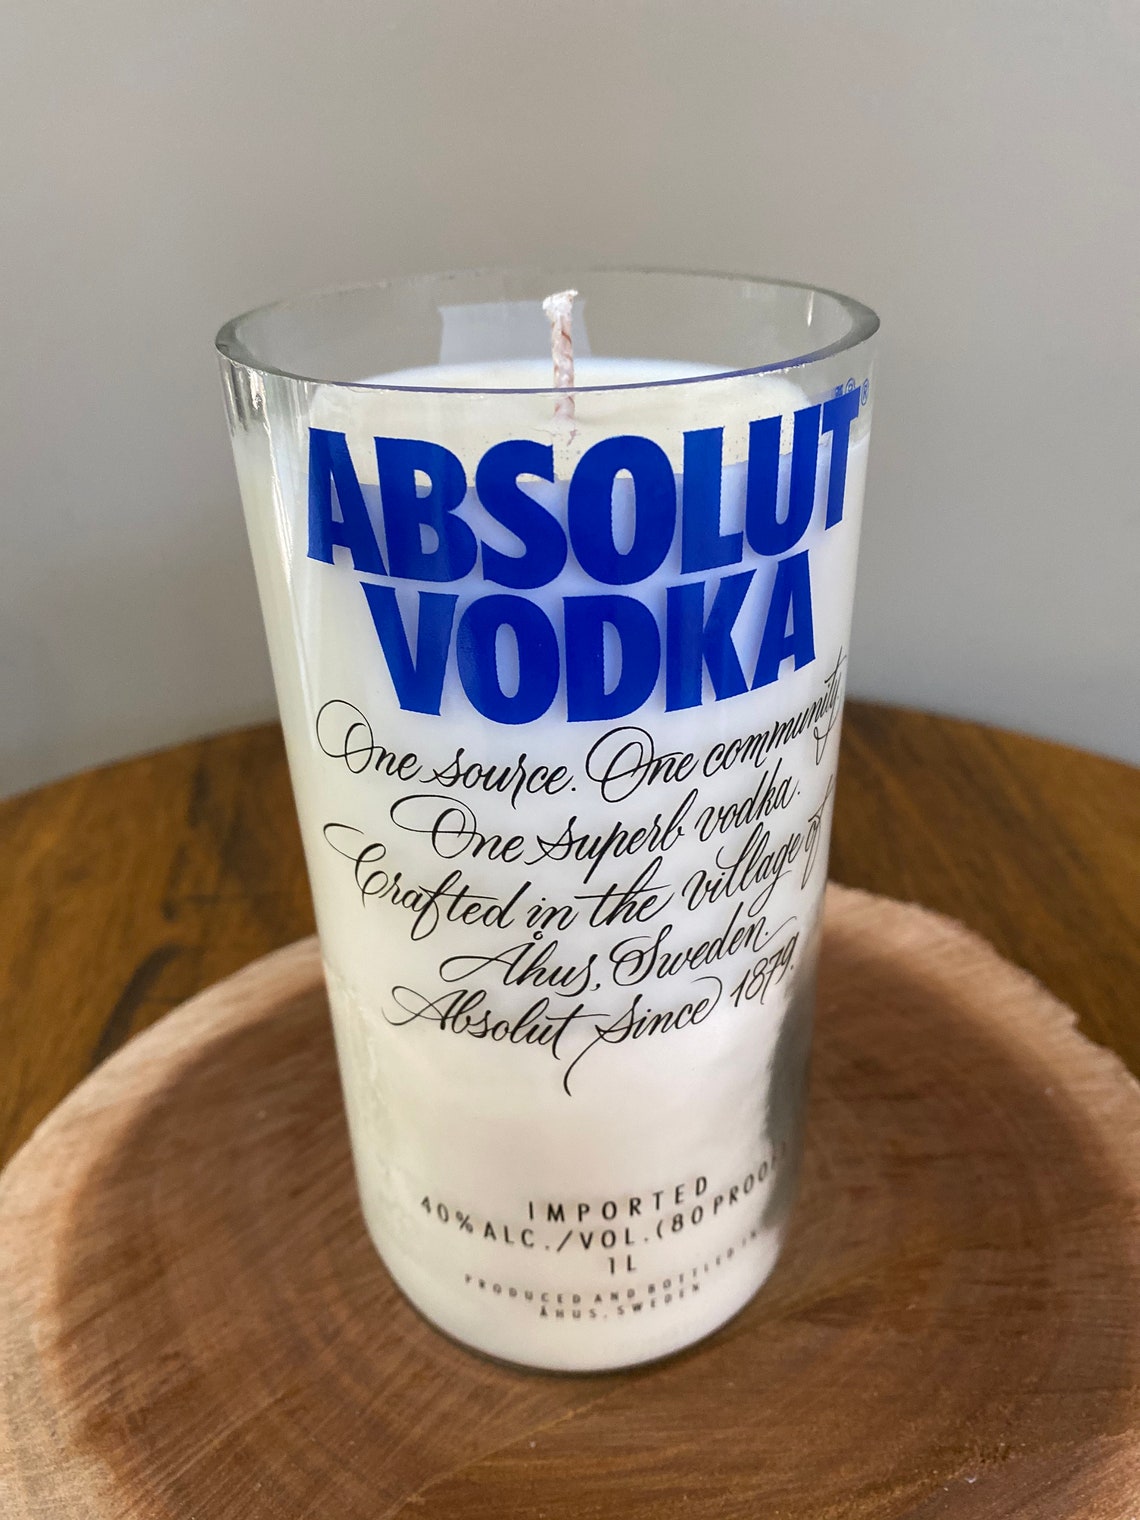 ABSOLUT®
VODKA
One source. One community
One superb vodka.
Crafted in the village of
Åhus, Sweden.
Absolut Since 1879.
IMPORTED
40% ALC./VOL. (80 PROOF)
1L
PRODUCED AND BOTTLED IN
ÅHUS, SWEDEN